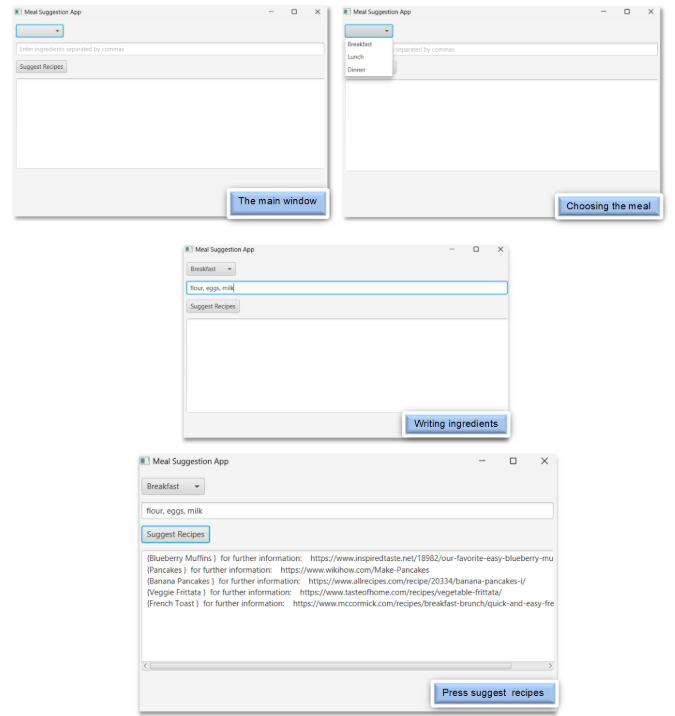 Meal Suggestion App
Enter ingredients separated by commas
Suggest Recipes
The main window
Meal Suggestion App
Breakfast
separated by commas
Lunch
Dinner
Choosing the meal
Meal Suggestion App
Breakfast
flour, eggs, milk
Suggest Recipes
Writing ingredients
Meal Suggestion App
Breakfast
flour, eggs, milk
Suggest Recipes
{Blueberry Muffins } for further information: https://www.inspiredtaste.net/18982/our-favorite-easy-blueberry-mu
{Pancakes } for further information: https://www.wikihow.com/Make-Pancakes
{Banana Pancakes } for further information: https://www.allrecipes.com/recipe/20334/banana-pancakes-i/
{Veggie Frittata } for further information: https://www.tasteofhome.com/recipes/vegetable-frittata/
{French Toast } for further information: https://www.mccormick.com/recipes/breakfast-brunch/quick-and-easy-fre
Press suggest recipes